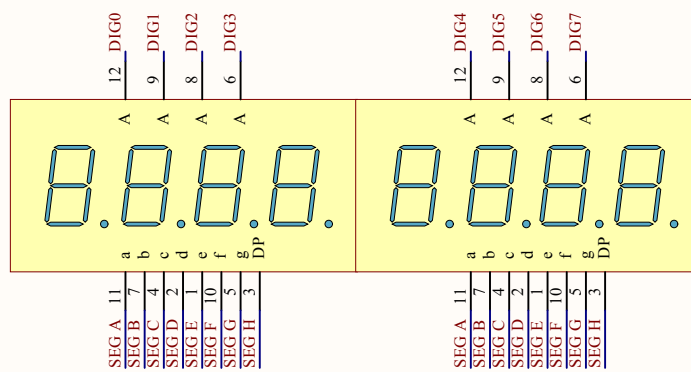 DIG0 DIG1 DIG2 DIG3 DIG4 DIG5 DIG6 DIG7
12 9 8 6 12 9 8 6
A A A A A A A A
a b c d e f g DP a b c d e f g DP
11 7 4 2 1 10 5 3 11 7 4 2 1 10 5 3
SEG A SEG B SEG C SEG D SEG E SEG F SEG G SEG H SEG A SEG B SEG C SEG D SEG E SEG F SEG G SEG H